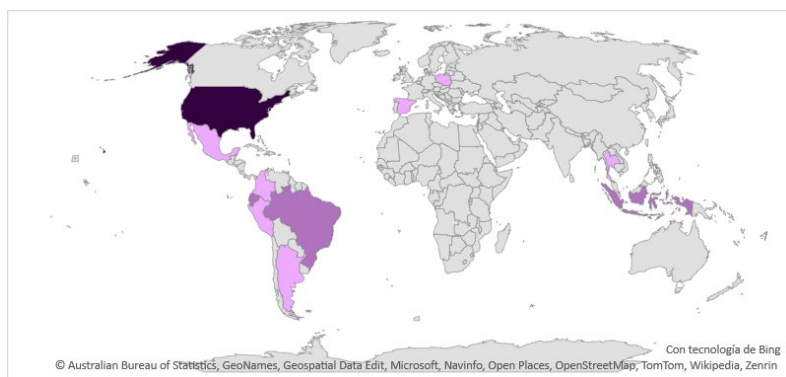 Con tecnología de Bing
© Australian Bureau of Statistics, GeoNames, Geospatial Data Edit, Microsoft, Navinfo, Open Places, OpenStreetMap, TomTom, Wikipedia, Zenrin